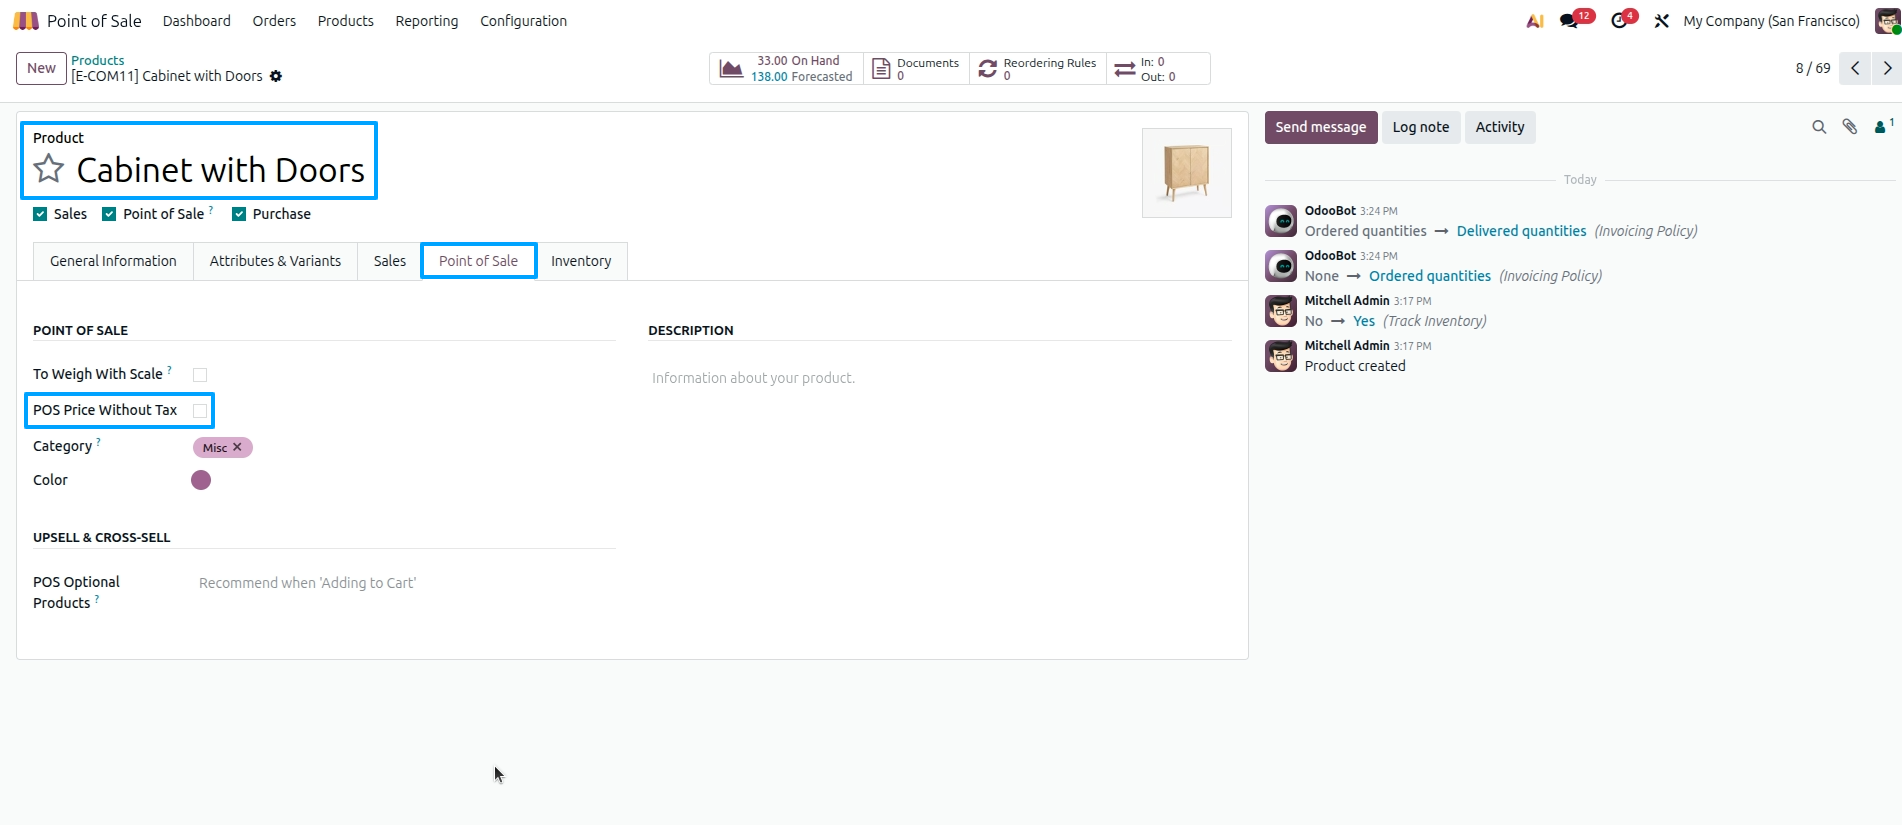 Point of Sale Dashboard Orders Products Reporting Configuration AI 12 4 My Company (San Francisco)
New Products
[E-COM11] Cabinet with Doors
33.00 On Hand
138.00 Forecasted
Documents
0
Reordering Rules
0
In: 0
Out: 0
8 / 69
Product
Cabinet with Doors
Sales Point of Sale ? Purchase
General Information Attributes & Variants Sales Point of Sale Inventory
POINT OF SALE
To Weigh With Scale ?
POS Price Without Tax
Category ? Misc ✕
Color
UPSELL & CROSS-SELL
POS Optional
Products ?
Recommend when 'Adding to Cart'
DESCRIPTION
Information about your product.
Send message Log note Activity 1
Today
OdooBot 3:24 PM
Ordered quantities → Delivered quantities (Invoicing Policy)
OdooBot 3:24 PM
None → Ordered quantities (Invoicing Policy)
Mitchell Admin 3:17 PM
No → Yes (Track Inventory)
Mitchell Admin 3:17 PM
Product created